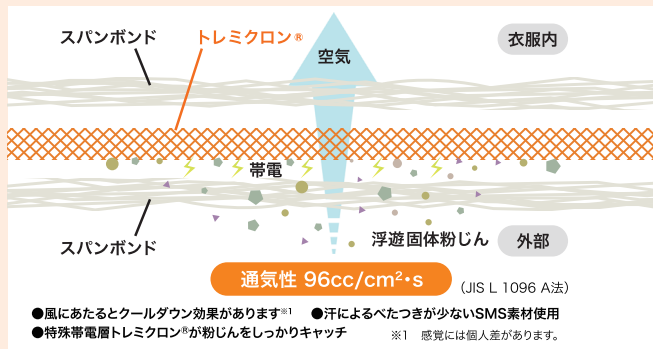 スパンボンド
トレミクロン®
空気
衣服内
帯電
スパンボンド
浮遊固体粉じん
外部
通気性 96cc/cm²・s
（JIS L 1096 A法）
●風にあたるとクールダウン効果があります※1 ●汗によるべたつきが少ないSMS素材使用
●特殊帯電層トレミクロン®が粉じんをしっかりキャッチ ※1 感覚には個人差があります。